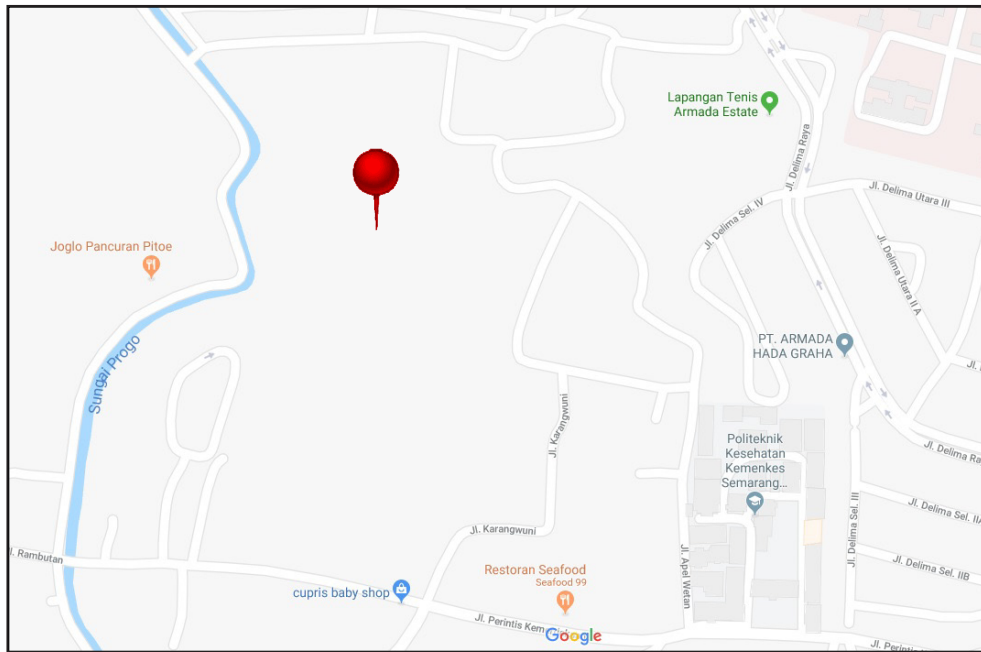 Lapangan Tenis
Armada Estate
Jl. Delima Raya
Jl. Delima Utara III
Jl. Delima Sel. IV
Joglo Pancuran Pitoe
Jl. Delima Utara II A
Sungai Progo
PT. ARMADA
HADA GRAHA
Jl. Karangwuni
Politeknik
Kesehatan
Kemenkes
Semarang...
Jl. Delima Ra
Jl. Delima Sel. III
Jl. Delima Sel. IIA
Jl. Karangwuni
l. Rambutan
Jl. Apel Wetan
Jl. Delima Sel. IIB
Restoran Seafood
Seafood 99
cupris baby shop
Jl. Perintis Kem
Google
Jl. Perintis